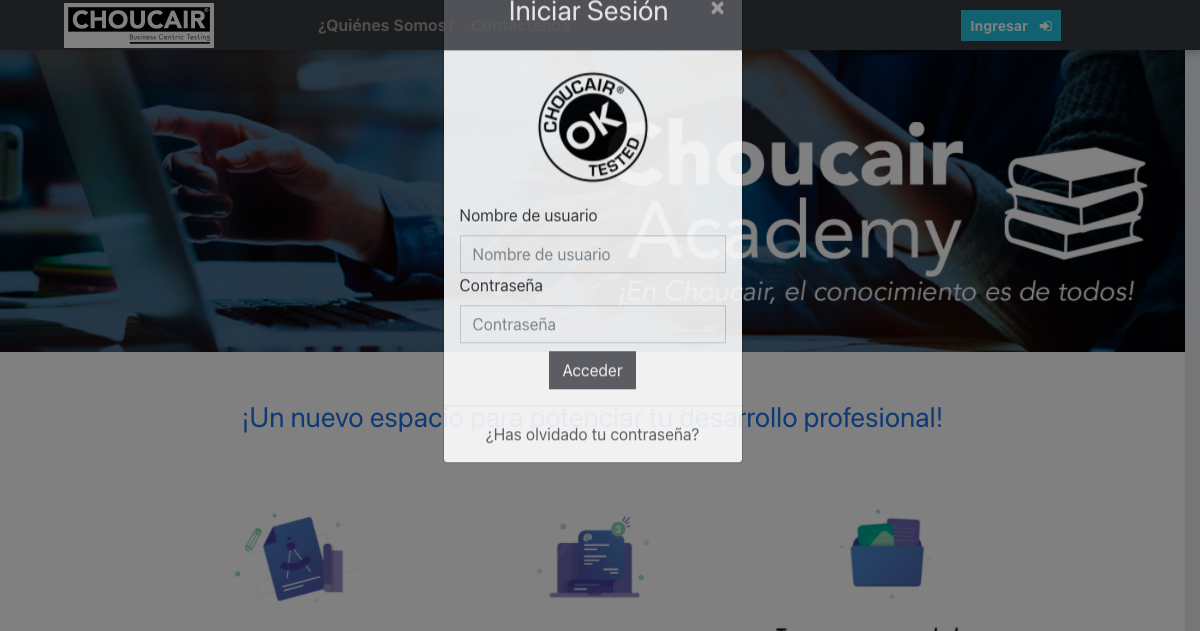 CHOUCAIR®
Business Centric Testing
¿Quiénes Somos?
Contáctenos
Ingresar
Iniciar Sesión
×
CHOUCAIR®
OK
TESTED
Nombre de usuario
Nombre de usuario
Contraseña
Contraseña
Acceder
¿Has olvidado tu contraseña?
Choucair
Academy
¡En Choucair, el conocimiento es de todos!
¡Un nuevo espacio para potenciar tu desarrollo profesional!